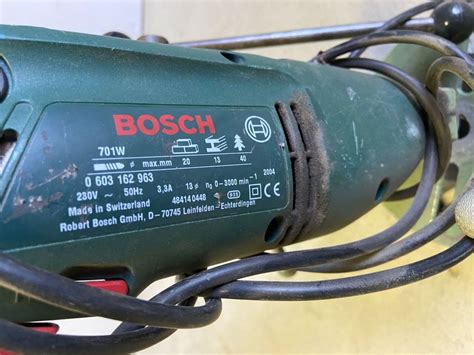 BOSCH
701W
ø max.mm 20 13 40
0 603 162 963
230V ~ 50Hz 3,3A 13 ø n₀ 0-3000 min⁻¹ 2004
Made in Switzerland 484140448
Robert Bosch GmbH, D - 70745 Leinfelden - Echterdingen